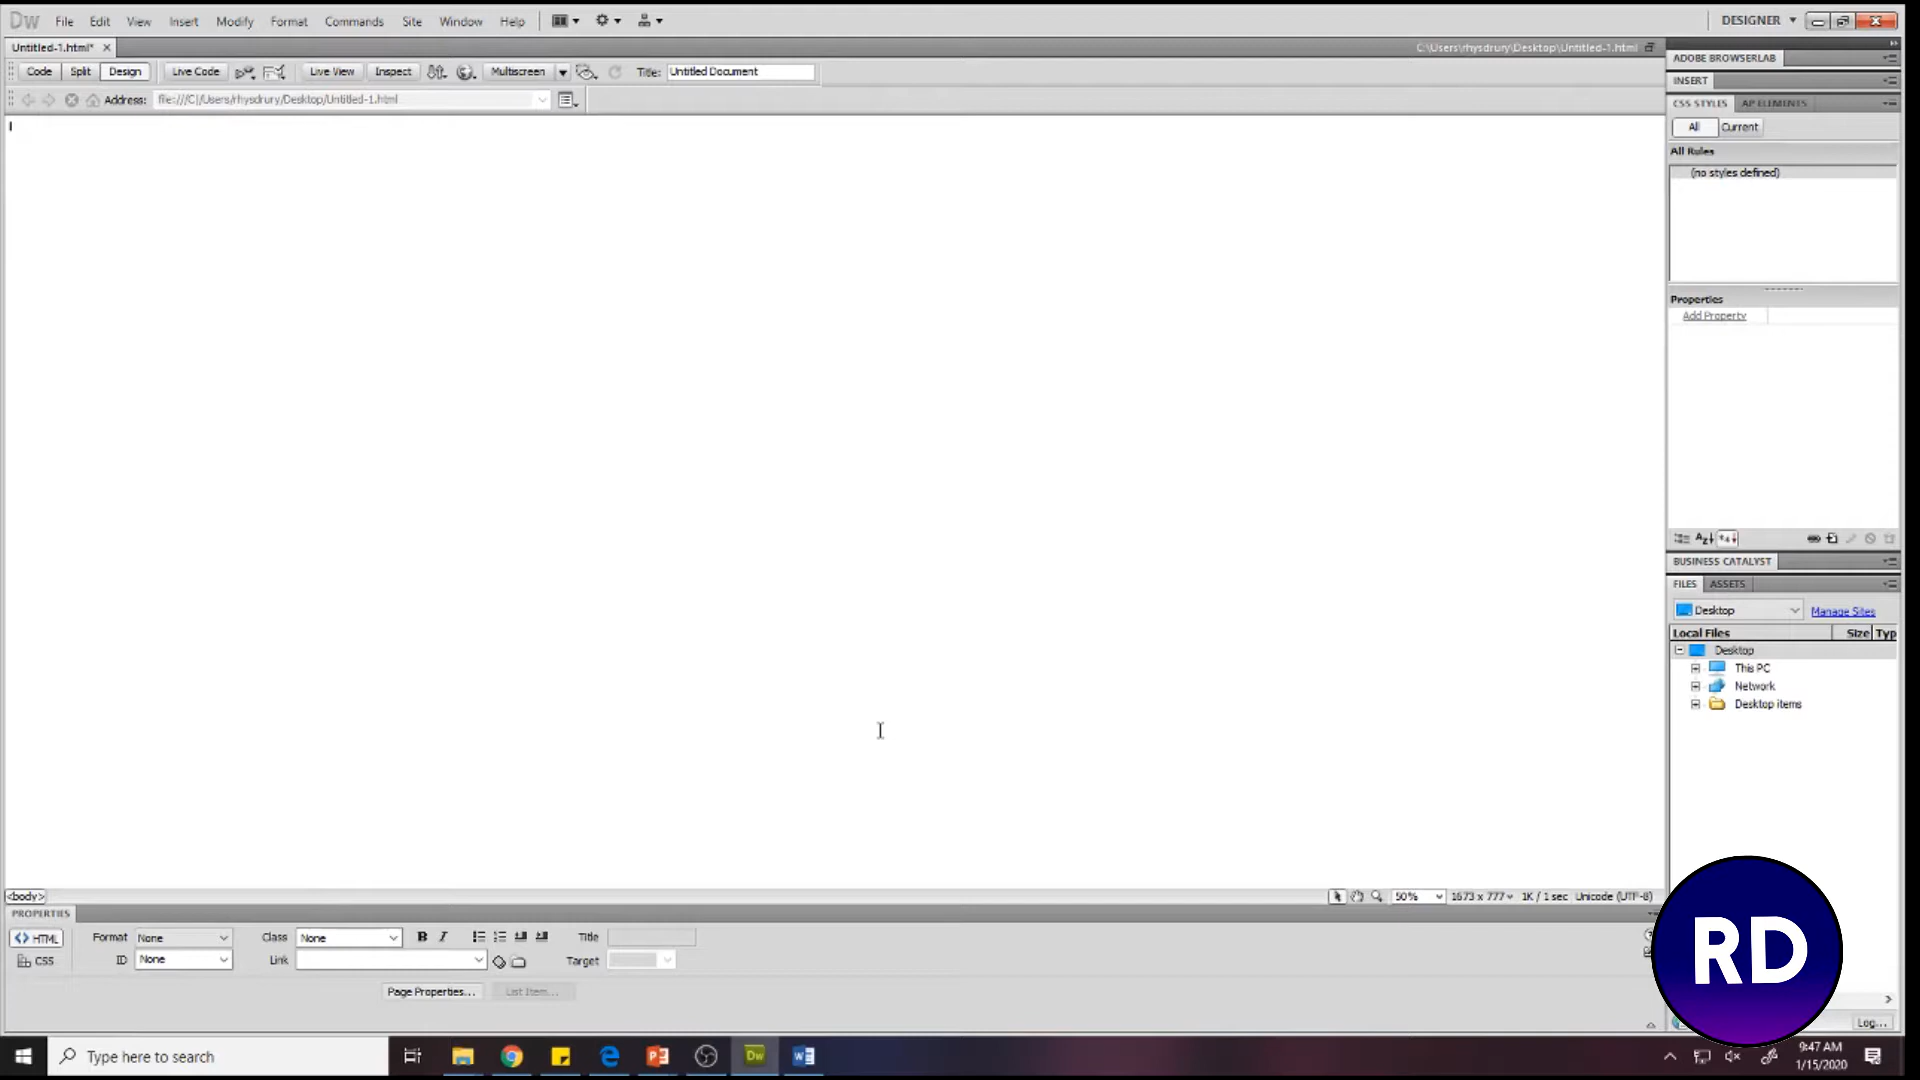 Dw File Edit View Insert Modify Format Commands Site Window Help DESIGNER
Untitled-1.html* C:\Users\rhysdrury\Desktop\Untitled-1.html
Code Split Design Live Code Live View Inspect Multiscreen Title: Untitled Document
Address: file:///C|/Users/rhysdrury/Desktop/Untitled-1.html
ADOBE BROWSERLAB
INSERT
CSS STYLES AP ELEMENTS
All Current
All Rules
(no styles defined)
Properties
Add Property
BUSINESS CATALYST
FILES ASSETS
Desktop Manage Sites
Local Files Size Typ
Desktop
This PC
Network
Desktop items
<body> 50% 1673 x 777 1K / 1 sec Unicode (UTF-8)
PROPERTIES
HTML Format None Class None B I Title
CSS ID None Link Target
Page Properties... List Item...
RD
Log...
Type here to search
Dw
9:47 AM
1/15/2020